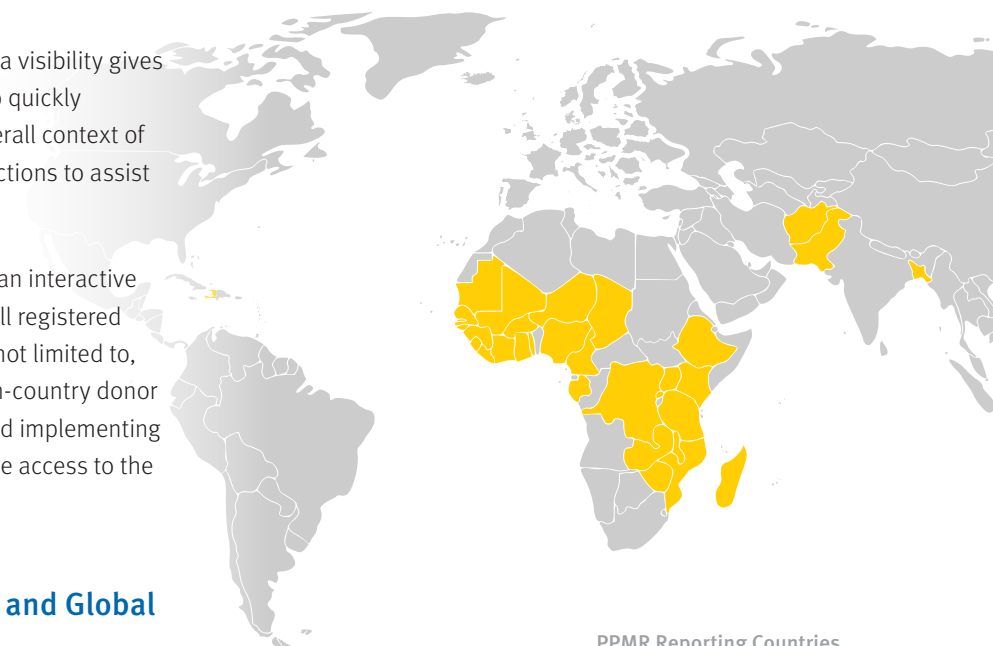 a visibility gives
quickly
erall context of
ctions to assist
an interactive
ll registered
not limited to,
n-country donor
d implementing
e access to the
and Global
PPMR Reporting Countries